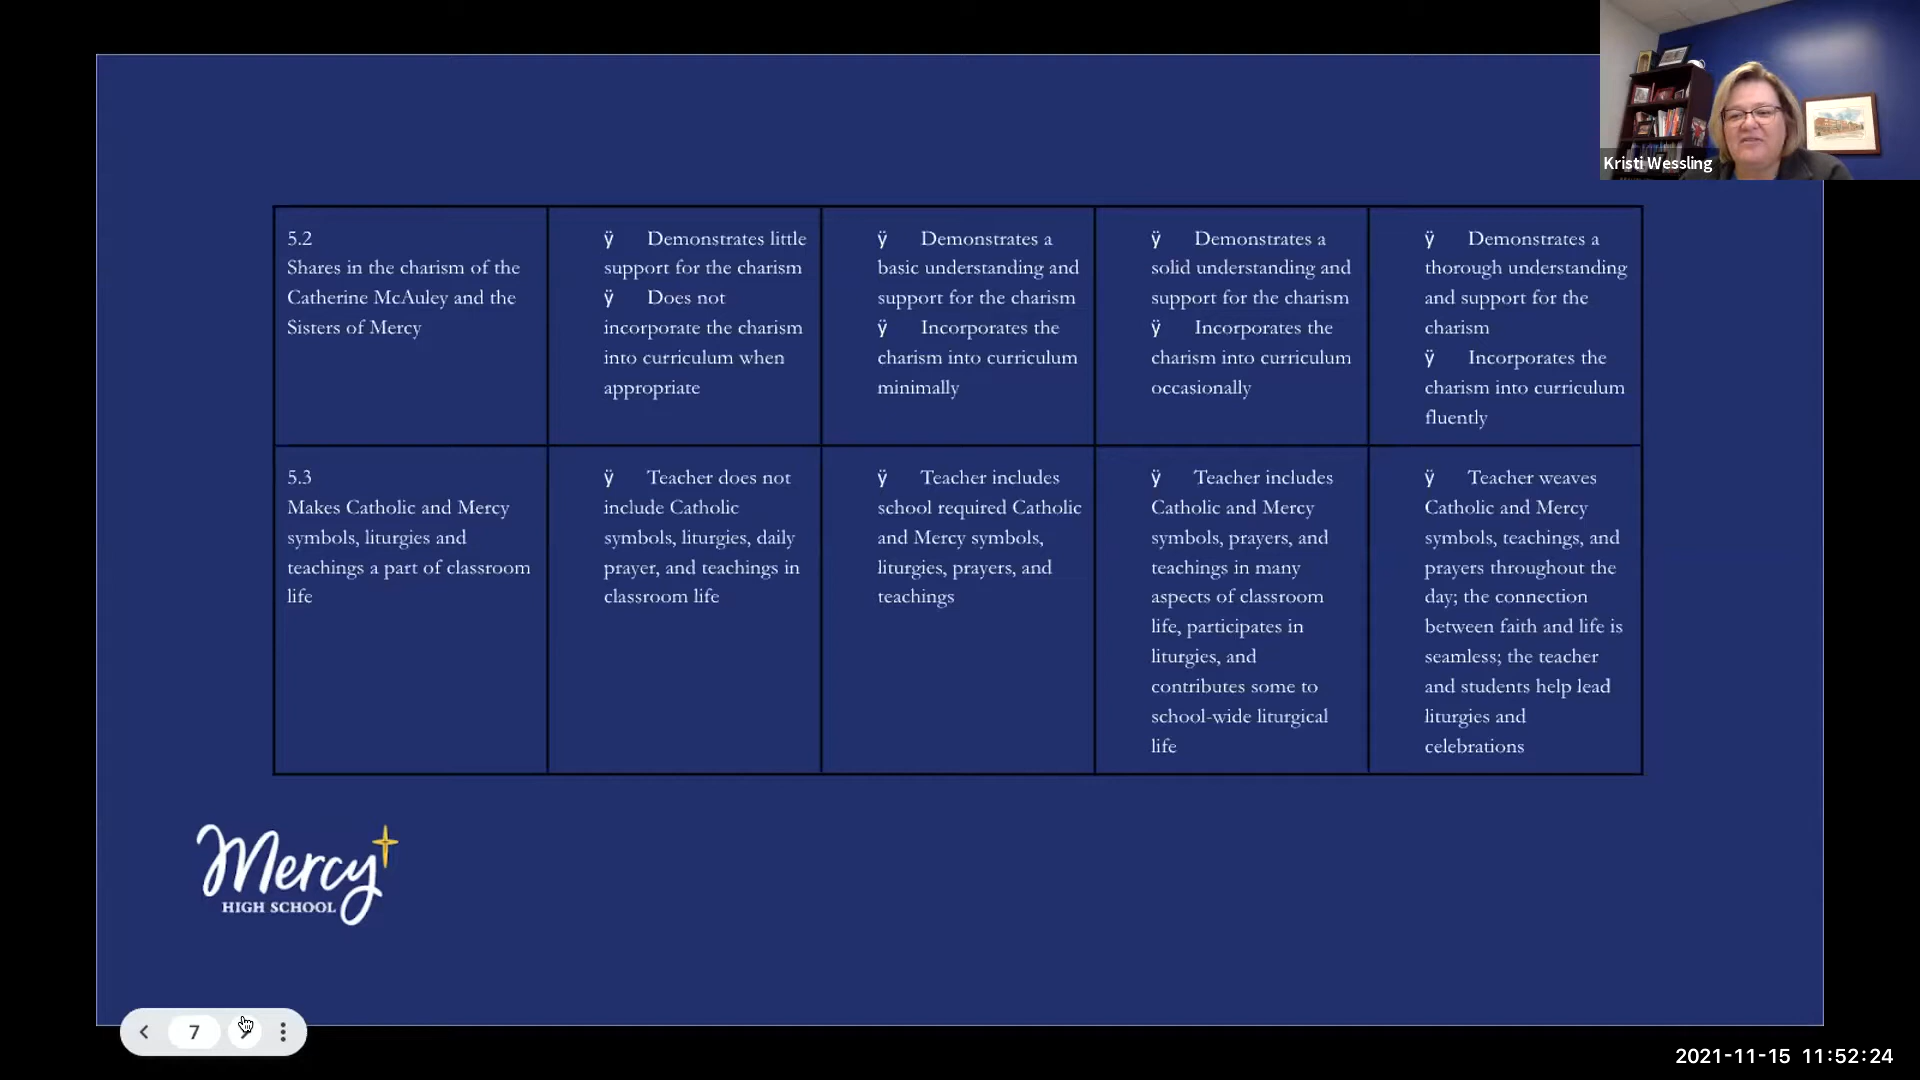 Kristi Wessling
5.2
Shares in the charism of the
Catherine McAuley and the
Sisters of Mercy
ÿ Demonstrates little
support for the charism
ÿ Does not
incorporate the charism
into curriculum when
appropriate
ÿ Demonstrates a
basic understanding and
support for the charism
ÿ Incorporates the
charism into curriculum
minimally
ÿ Demonstrates a
solid understanding and
support for the charism
ÿ Incorporates the
charism into curriculum
occasionally
ÿ Demonstrates a
thorough understanding
and support for the
charism
ÿ Incorporates the
charism into curriculum
fluently
5.3
Makes Catholic and Mercy
symbols, liturgies and
teachings a part of classroom
life
ÿ Teacher does not
include Catholic
symbols, liturgies, daily
prayer, and teachings in
classroom life
ÿ Teacher includes
school required Catholic
and Mercy symbols,
liturgies, prayers, and
teachings
ÿ Teacher includes
Catholic and Mercy
symbols, prayers, and
teachings in many
aspects of classroom
life, participates in
liturgies, and
contributes some to
school-wide liturgical
life
ÿ Teacher weaves
Catholic and Mercy
symbols, teachings, and
prayers throughout the
day; the connection
between faith and life is
seamless; the teacher
and students help lead
liturgies and
celebrations
Mercy
HIGH SCHOOL
7
2021-11-15 11:52:24